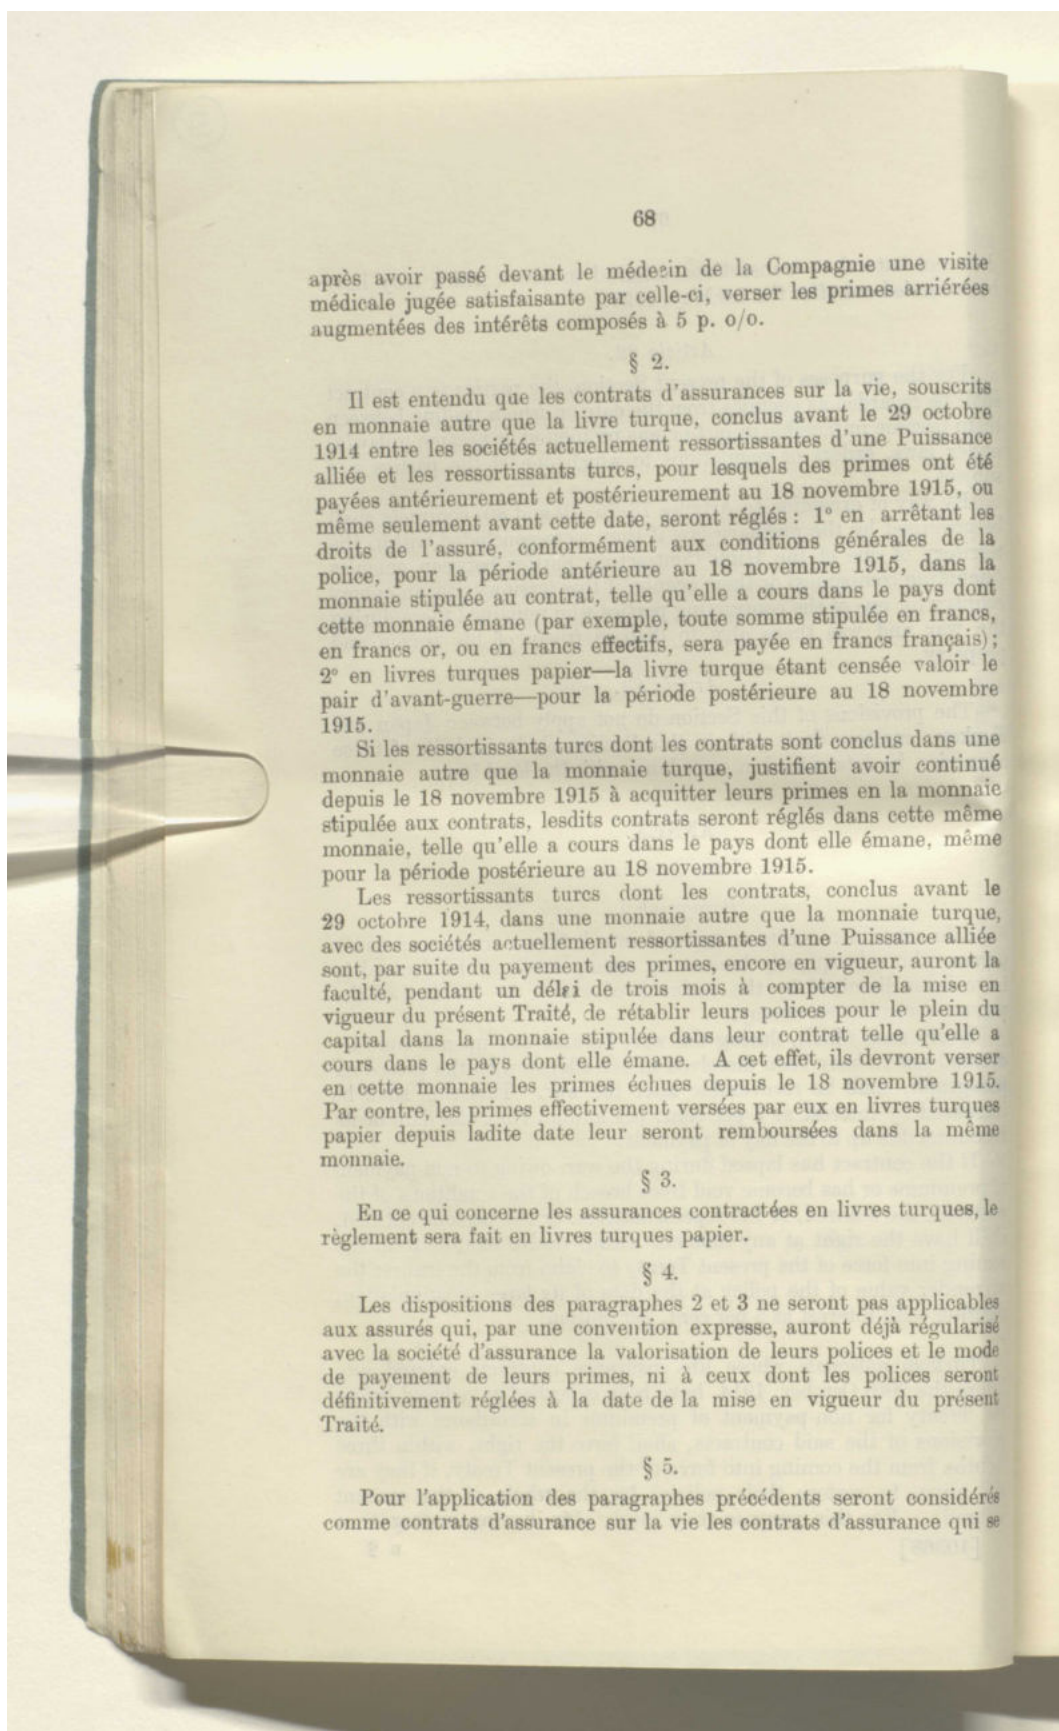 68
après avoir passé devant le médecin de la Compagnie une visite
médicale jugée satisfaisante par celle-ci, verser les primes arriérées
augmentées des intérêts composés à 5 p. o/o.
§ 2.
Il est entendu que les contrats d'assurances sur la vie, souscrits
en monnaie autre que la livre turque, conclus avant le 29 octobre
1914 entre les sociétés actuellement ressortissantes d'une Puissance
alliée et les ressortissants turcs, pour lesquels des primes ont été
payées antérieurement et postérieurement au 18 novembre 1915, ou
même seulement avant cette date, seront réglés : 1° en arrêtant les
droits de l'assuré, conformément aux conditions générales de la
police, pour la période antérieure au 18 novembre 1915, dans la
monnaie stipulée au contrat, telle qu'elle a cours dans le pays dont
cette monnaie émane (par exemple, toute somme stipulée en francs,
en francs or, ou en francs effectifs, sera payée en francs français) ;
2° en livres turques papier—la livre turque étant censée valoir le
pair d'avant-guerre—pour la période postérieure au 18 novembre
1915.
Si les ressortissants turcs dont les contrats sont conclus dans une
monnaie autre que la monnaie turque, justifient avoir continué
depuis le 18 novembre 1915 à acquitter leurs primes en la monnaie
stipulée aux contrats, lesdits contrats seront réglés dans cette même
monnaie, telle qu'elle a cours dans le pays dont elle émane, même
pour la période postérieure au 18 novembre 1915.
Les ressortissants turcs dont les contrats, conclus avant le
29 octobre 1914, dans une monnaie autre que la monnaie turque,
avec des sociétés actuellement ressortissantes d'une Puissance alliée
sont, par suite du payement des primes, encore en vigueur, auront la
faculté, pendant un délai de trois mois à compter de la mise en
vigueur du présent Traité, de rétablir leurs polices pour le plein du
capital dans la monnaie stipulée dans leur contrat telle qu'elle a
cours dans le pays dont elle émane. A cet effet, ils devront verser
en cette monnaie les primes échues depuis le 18 novembre 1915.
Par contre, les primes effectivement versées par eux en livres turques
papier depuis ladite date leur seront remboursées dans la même
monnaie.
§ 3.
En ce qui concerne les assurances contractées en livres turques, le
règlement sera fait en livres turques papier.
§ 4.
Les dispositions des paragraphes 2 et 3 ne seront pas applicables
aux assurés qui, par une convention expresse, auront déjà régularisé
avec la société d'assurance la valorisation de leurs polices et le mode
de payement de leurs primes, ni à ceux dont les polices seront
définitivement réglées à la date de la mise en vigueur du présent
Traité.
§ 5.
Pour l'application des paragraphes précédents seront considérés
comme contrats d'assurance sur la vie les contrats d'assurance qui se